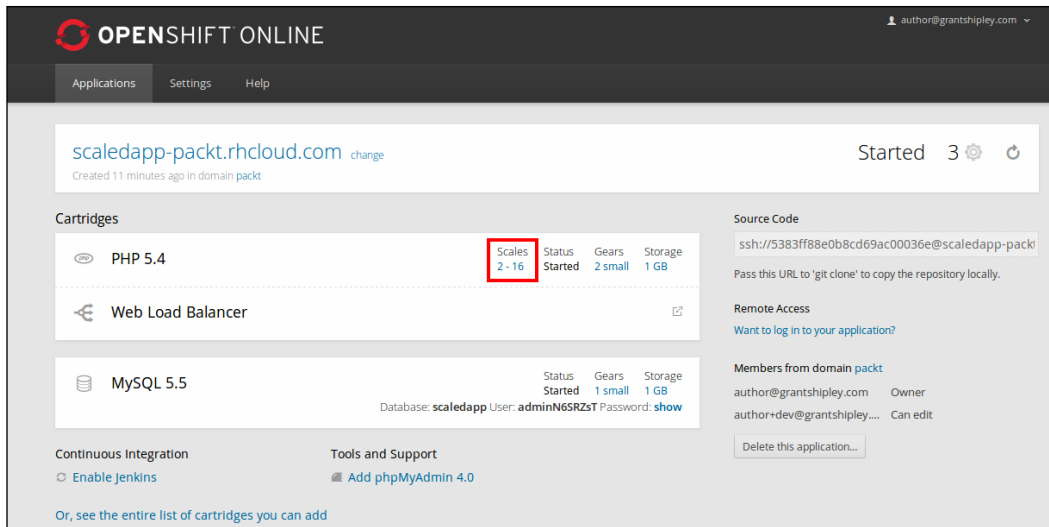 OPENSHIFT ONLINE
author@grantshipley.com
Applications Settings Help
scaledapp-packt.rhcloud.com change
Started 3
Created 11 minutes ago in domain packt
Cartridges
php PHP 5.4
Scales Status Gears Storage
2 - 16 Started 2 small 1 GB
Web Load Balancer
MySQL 5.5
Status Gears Storage
Started 1 small 1 GB
Database: scaledapp User: adminN6SRZsT Password: show
Continuous Integration
Enable Jenkins
Tools and Support
Add phpMyAdmin 4.0
Or, see the entire list of cartridges you can add
Source Code
ssh://5383ff88e0b8cd69ac00036e@scaledapp-packt
Pass this URL to 'git clone' to copy the repository locally.
Remote Access
Want to log in to your application?
Members from domain packt
author@grantshipley.com Owner
author+dev@grantshipley.... Can edit
Delete this application...